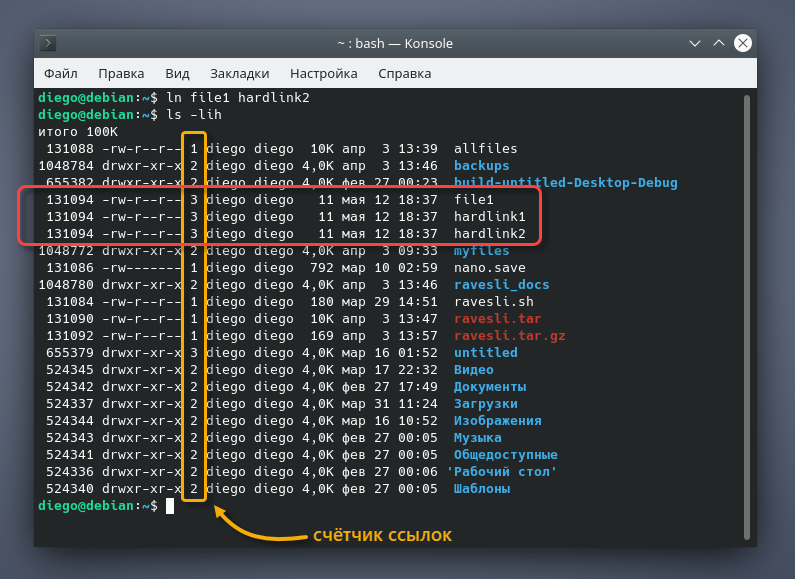 ~ : bash — Konsole
Файл Правка Вид Закладки Настройка Справка
diego@debian:~$ ln file1 hardlink2
diego@debian:~$ ls -lih
итого 100K
131088 -rw-r--r-- 1 diego diego 10K апр 3 13:39 allfiles
1048784 drwxr-xr-x 2 diego diego 4,0K апр 3 13:46 backups
655382 drwxr-xr-x 2 diego diego 4,0K фев 27 00:23 build-untitled-Desktop-Debug
131094 -rw-r--r-- 3 diego diego 11 мая 12 18:37 file1
131094 -rw-r--r-- 3 diego diego 11 мая 12 18:37 hardlink1
131094 -rw-r--r-- 3 diego diego 11 мая 12 18:37 hardlink2
1048772 drwxr-xr-x 2 diego diego 4,0K апр 3 09:33 myfiles
131086 -rw------- 1 diego diego 792 мар 10 02:59 nano.save
1048780 drwxr-xr-x 2 diego diego 4,0K апр 3 13:46 ravesli_docs
131084 -rw-r--r-- 1 diego diego 180 мар 29 14:51 ravesli.sh
131090 -rw-r--r-- 1 diego diego 10K апр 3 13:47 ravesli.tar
131092 -rw-r--r-- 1 diego diego 169 апр 3 13:57 ravesli.tar.gz
655379 drwxr-xr-x 3 diego diego 4,0K мар 16 01:52 untitled
524345 drwxr-xr-x 2 diego diego 4,0K мар 17 22:32 Видео
524342 drwxr-xr-x 2 diego diego 4,0K фев 27 17:49 Документы
524337 drwxr-xr-x 2 diego diego 4,0K мар 31 11:24 Загрузки
524344 drwxr-xr-x 2 diego diego 4,0K мар 16 10:52 Изображения
524343 drwxr-xr-x 2 diego diego 4,0K фев 27 00:05 Музыка
524341 drwxr-xr-x 2 diego diego 4,0K фев 27 00:05 Общедоступные
524336 drwxr-xr-x 2 diego diego 4,0K фев 27 00:06 'Рабочий стол'
524340 drwxr-xr-x 2 diego diego 4,0K фев 27 00:05 Шаблоны
diego@debian:~$
СЧЁТЧИК ССЫЛОК